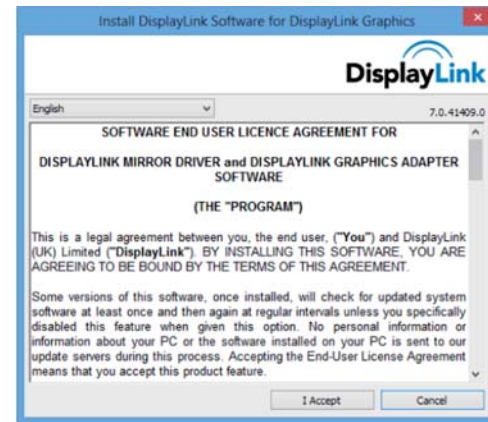 Install DisplayLink Software for DisplayLink Graphics
DisplayLink
English
7.0.41409.0
SOFTWARE END USER LICENCE AGREEMENT FOR
DISPLAYLINK MIRROR DRIVER and DISPLAYLINK GRAPHICS ADAPTER
SOFTWARE
(THE "PROGRAM")
This is a legal agreement between you, the end user, ("You") and DisplayLink
(UK) Limited ("DisplayLink"). BY INSTALLING THIS SOFTWARE, YOU ARE
AGREEING TO BE BOUND BY THE TERMS OF THIS AGREEMENT.
Some versions of this software, once installed, will check for updated system
software at least once and then again at regular intervals unless you specifically
disabled this feature when given this option. No personal information or
information about your PC or the software installed on your PC is sent to our
update servers during this process. Accepting the End-User License Agreement
means that you accept this product feature.
I Accept
Cancel